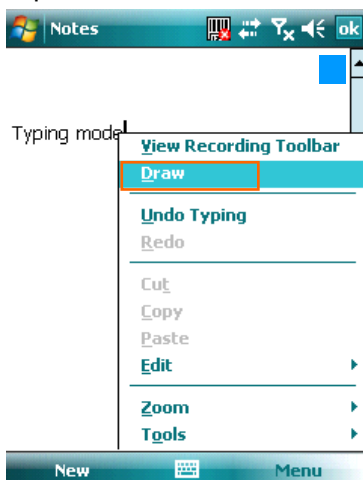 Notes
ok
Typing mode
View Recording Toolbar
Draw
Undo Typing
Redo
Cut
Copy
Paste
Edit
Zoom
Tools
New
Menu